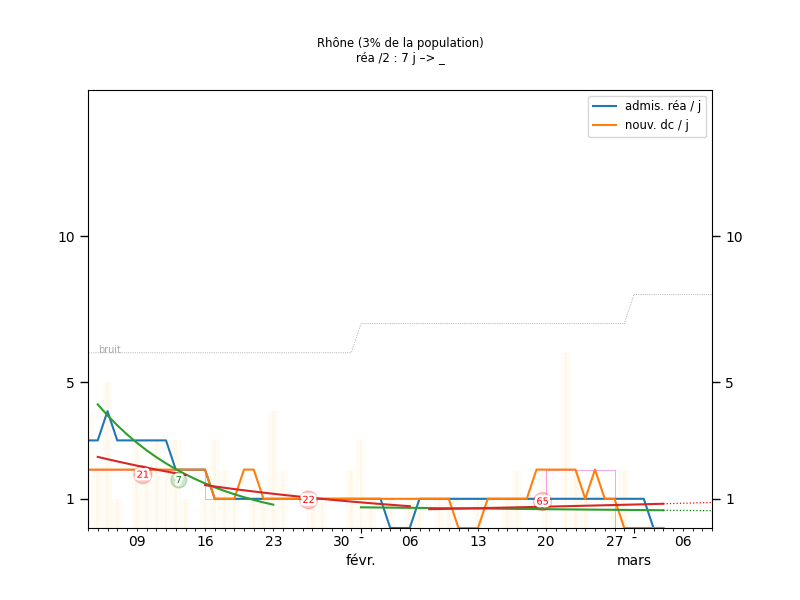 Rhône (3% de la population)
réa /2 : 7 j –> _
admis. réa / j
nouv. dc / j
10 10
bruit
5 5
21 7
22 65
1 1
09 16 23 30 - 06 13 20 27 - 06
févr. mars